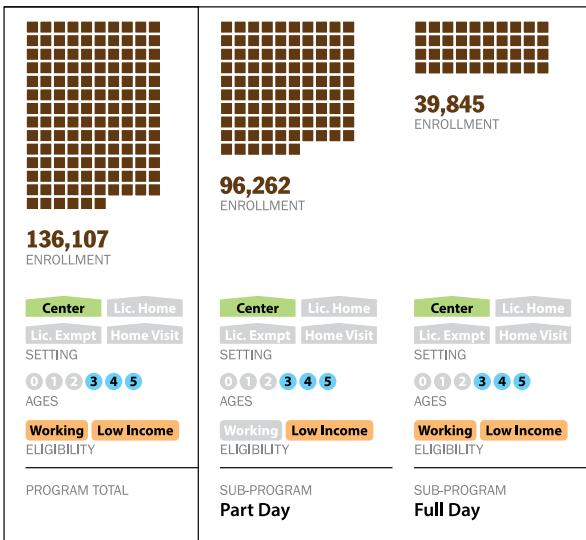 136,107
ENROLLMENT
Center Lic. Home
Lic. Exmpt Home Visit
SETTING
0 1 2 3 4 5
AGES
Working Low Income
ELIGIBILITY
PROGRAM TOTAL
96,262
ENROLLMENT
Center Lic. Home
Lic. Exmpt Home Visit
SETTING
0 1 2 3 4 5
AGES
Working Low Income
ELIGIBILITY
SUB-PROGRAM
Part Day
39,845
ENROLLMENT
Center Lic. Home
Lic. Exmpt Home Visit
SETTING
0 1 2 3 4 5
AGES
Working Low Income
ELIGIBILITY
SUB-PROGRAM
Full Day